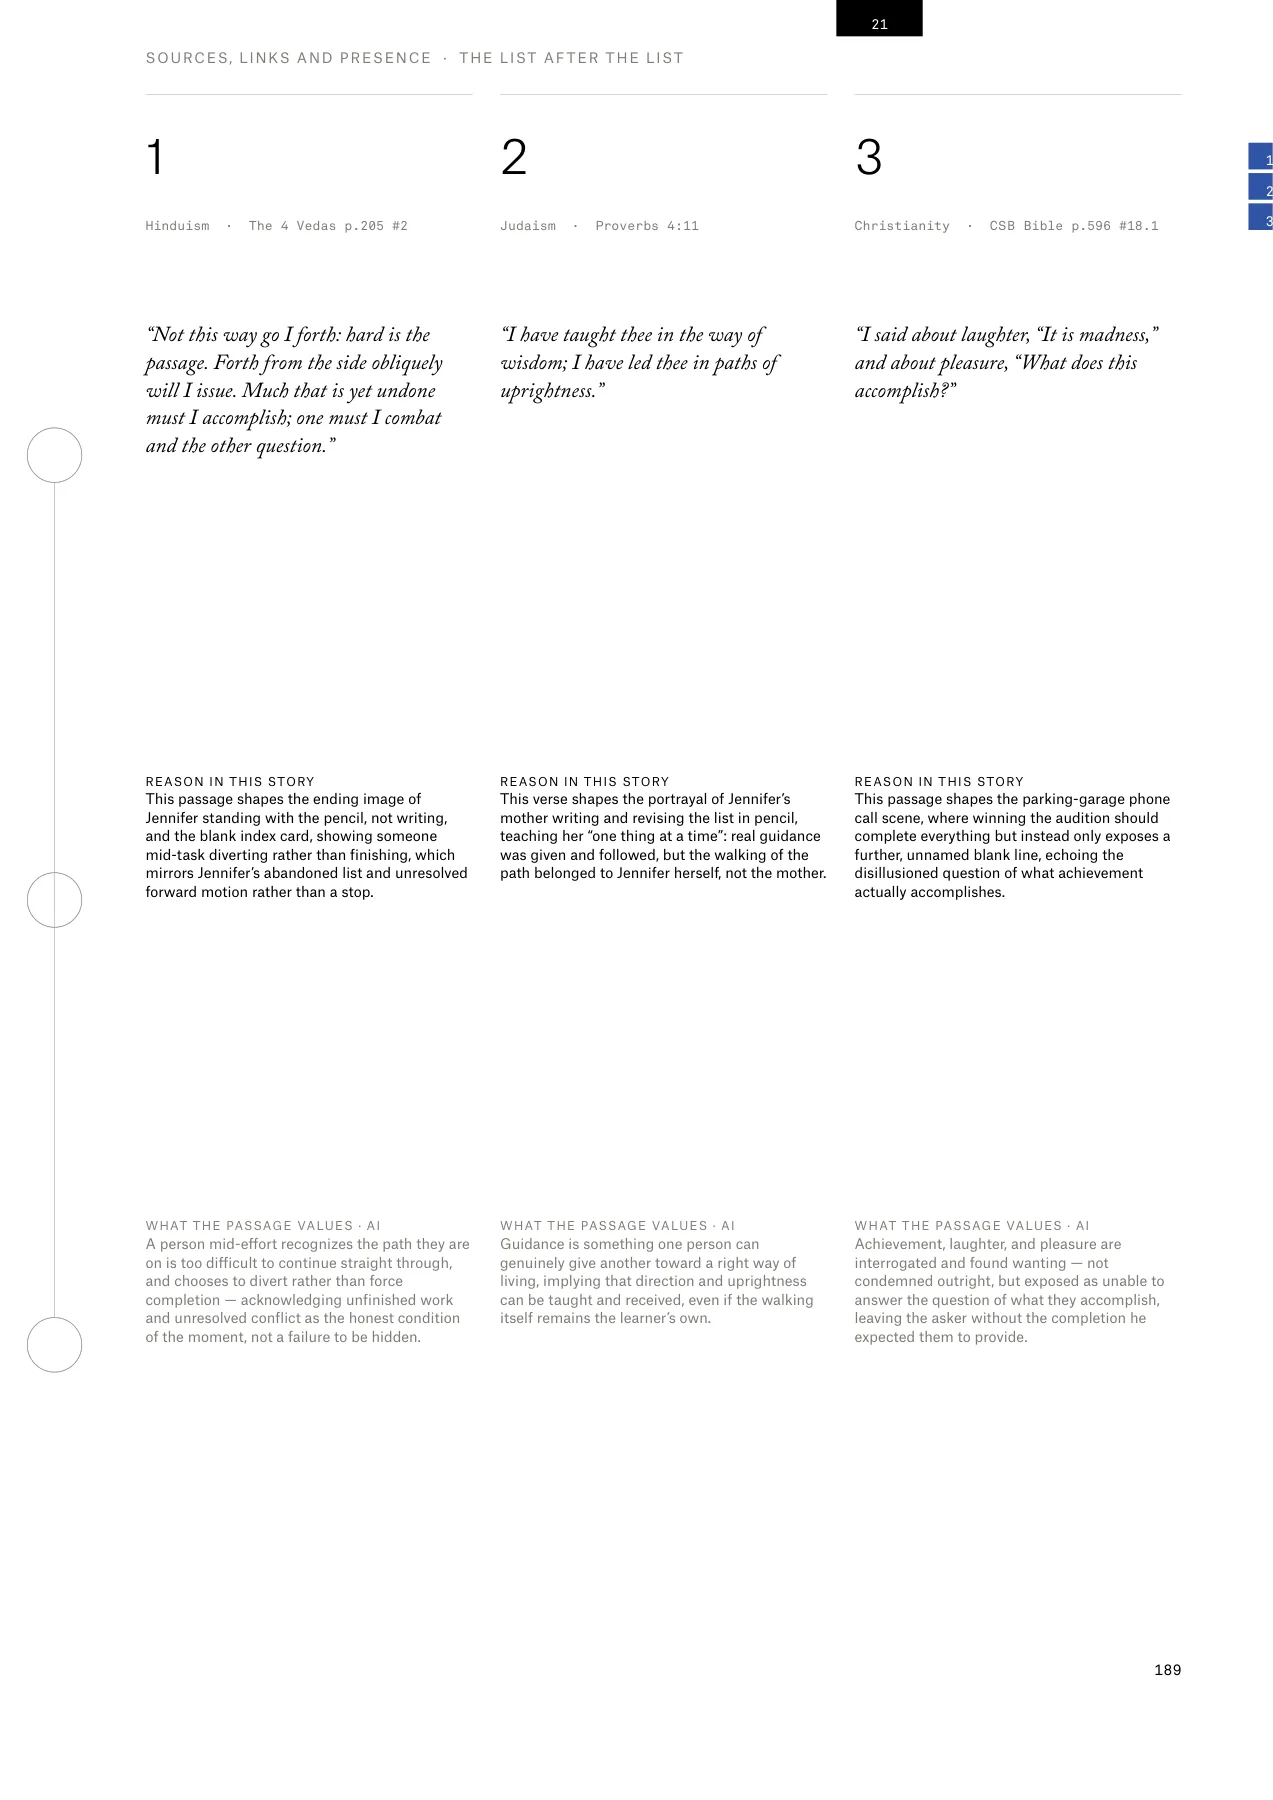 21
SOURCES, LINKS AND PRESENCE · THE LIST AFTER THE LIST
1
Hinduism · The 4 Vedas p.205 #2
“Not this way go I forth: hard is the
passage. Forth from the side obliquely
will I issue. Much that is yet undone
must I accomplish; one must I combat
and the other question.”
REASON IN THIS STORY
This passage shapes the ending image of
Jennifer standing with the pencil, not writing,
and the blank index card, showing someone
mid-task diverting rather than finishing, which
mirrors Jennifer’s abandoned list and unresolved
forward motion rather than a stop.
WHAT THE PASSAGE VALUES · AI
A person mid-effort recognizes the path they are
on is too difficult to continue straight through,
and chooses to divert rather than force
completion — acknowledging unfinished work
and unresolved conflict as the honest condition
of the moment, not a failure to be hidden.
2
Judaism · Proverbs 4:11
“I have taught thee in the way of
wisdom; I have led thee in paths of
uprightness.”
REASON IN THIS STORY
This verse shapes the portrayal of Jennifer’s
mother writing and revising the list in pencil,
teaching her “one thing at a time”: real guidance
was given and followed, but the walking of the
path belonged to Jennifer herself, not the mother.
WHAT THE PASSAGE VALUES · AI
Guidance is something one person can
genuinely give another toward a right way of
living, implying that direction and uprightness
can be taught and received, even if the walking
itself remains the learner’s own.
3
Christianity · CSB Bible p.596 #18.1
“I said about laughter, “It is madness,”
and about pleasure, “What does this
accomplish?”
REASON IN THIS STORY
This passage shapes the parking-garage phone
call scene, where winning the audition should
complete everything but instead only exposes a
further, unnamed blank line, echoing the
disillusioned question of what achievement
actually accomplishes.
WHAT THE PASSAGE VALUES · AI
Achievement, laughter, and pleasure are
interrogated and found wanting — not
condemned outright, but exposed as unable to
answer the question of what they accomplish,
leaving the asker without the completion he
expected them to provide.
1
2
3
189